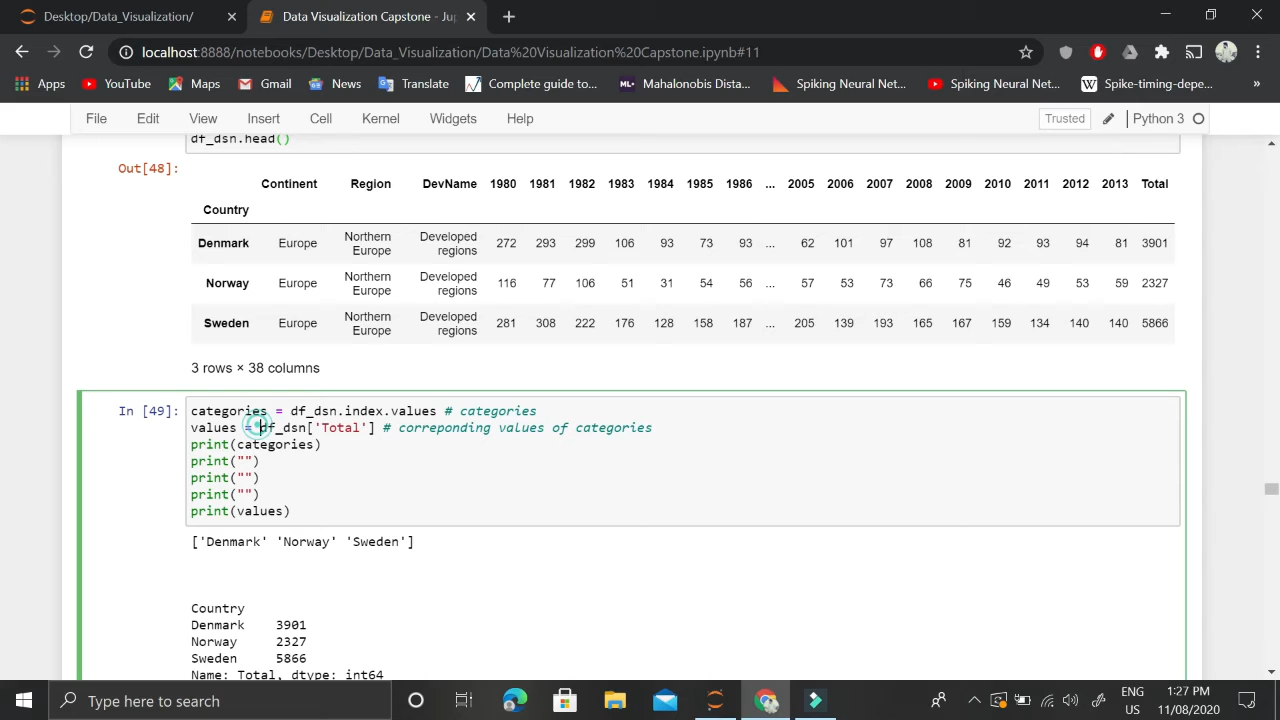 Desktop/Data_Visualization/
Data Visualization Capstone - Jup
localhost:8888/notebooks/Desktop/Data_Visualization/Data%20Visualization%20Capstone.ipynb#11
Apps YouTube Maps Gmail News Translate Complete guide to... ML+ Mahalonobis Dista... Spiking Neural Net... Spiking Neural Net... W Spike-timing-depe... »
File Edit View Insert Cell Kernel Widgets Help Trusted Python 3
df_dsn.head()
Out[48]:
Continent Region DevName 1980 1981 1982 1983 1984 1985 1986 ... 2005 2006 2007 2008 2009 2010 2011 2012 2013 Total
Country
Denmark Europe Northern Europe Developed regions 272 293 299 106 93 73 93 ... 62 101 97 108 81 92 93 94 81 3901
Norway Europe Northern Europe Developed regions 116 77 106 51 31 54 56 ... 57 53 73 66 75 46 49 53 59 2327
Sweden Europe Northern Europe Developed regions 281 308 222 176 128 158 187 ... 205 139 193 165 167 159 134 140 140 5866
3 rows × 38 columns
In [49]: categories = df_dsn.index.values # categories
values = df_dsn['Total'] # correponding values of categories
print(categories)
print("")
print("")
print("")
print(values)
['Denmark' 'Norway' 'Sweden']
Country
Denmark 3901
Norway 2327
Sweden 5866
Name: Total, dtype: int64
Type here to search
ENG
US
1:27 PM
11/08/2020